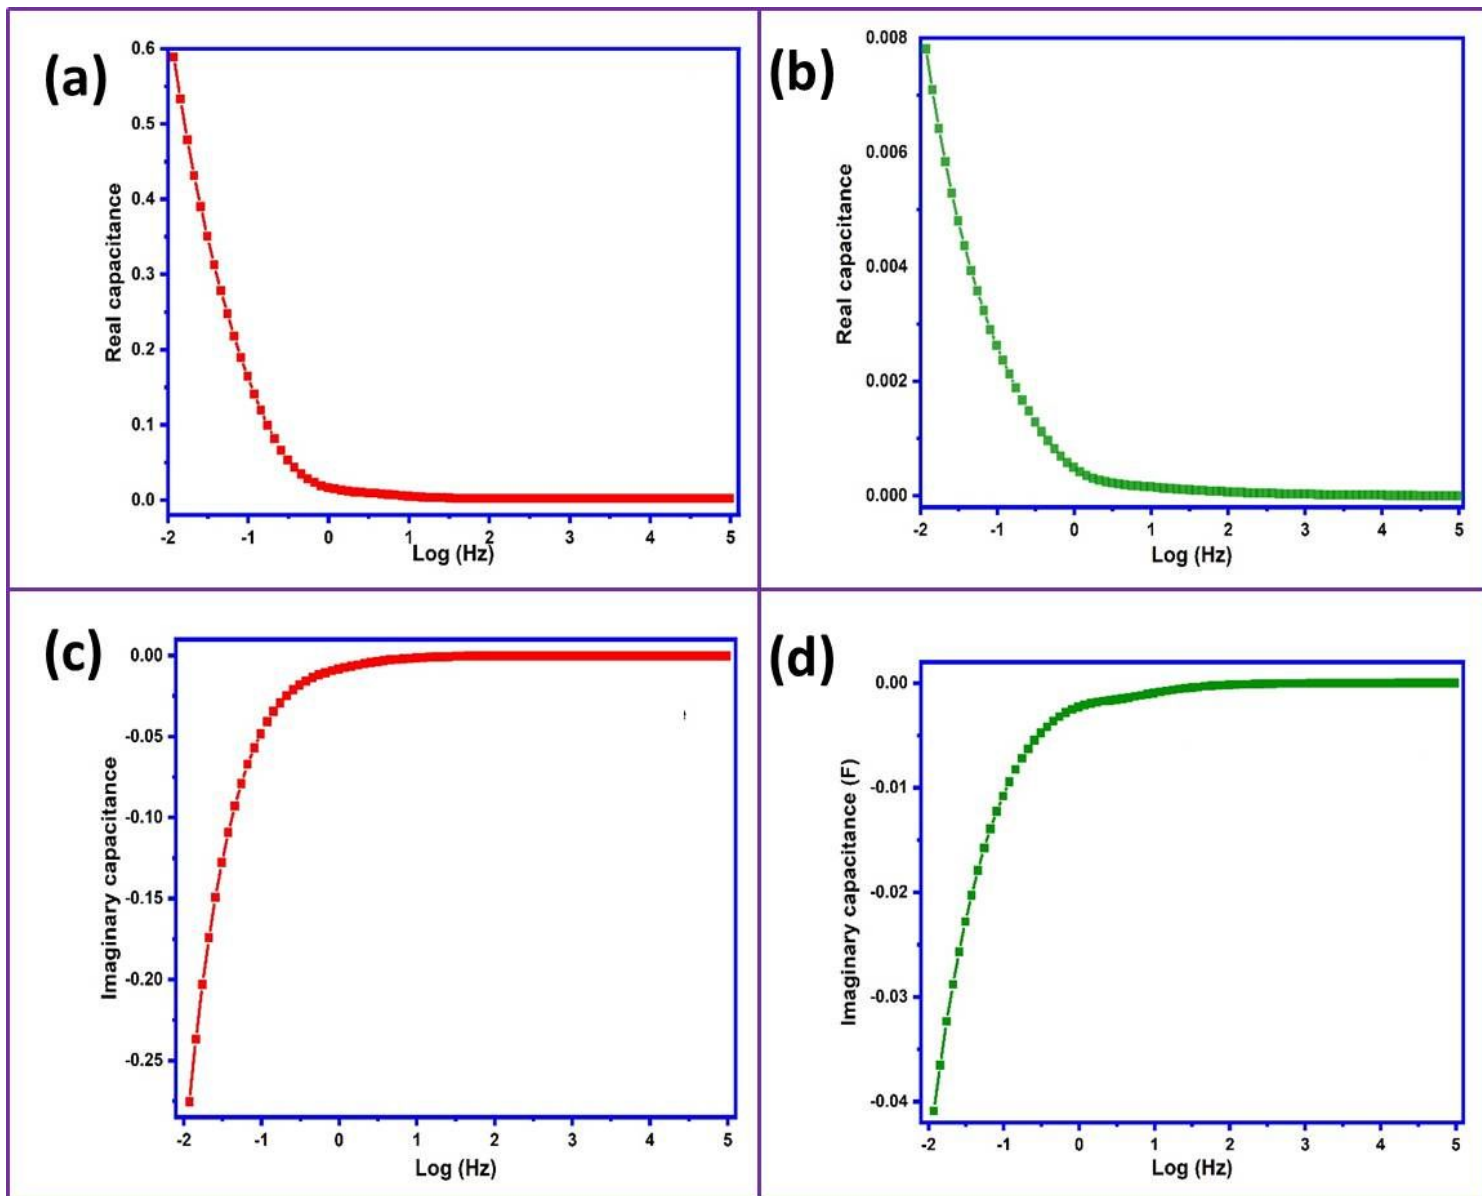 (a)
Real capacitance
0.6
0.5
0.4
0.3
0.2
0.1
0.0
-2 -1 0 1 2 3 4 5
Log (Hz)
(b)
Real capacitance
0.008
0.006
0.004
0.002
0.000
-2 -1 0 1 2 3 4 5
Log (Hz)
(c)
Imaginary capacitance
0.00
-0.05
-0.10
-0.15
-0.20
-0.25
-2 -1 0 1 2 3 4 5
Log (Hz)
(d)
Imaginary capacitance (F)
0.00
-0.01
-0.02
-0.03
-0.04
-2 -1 0 1 2 3 4 5
Log (Hz)